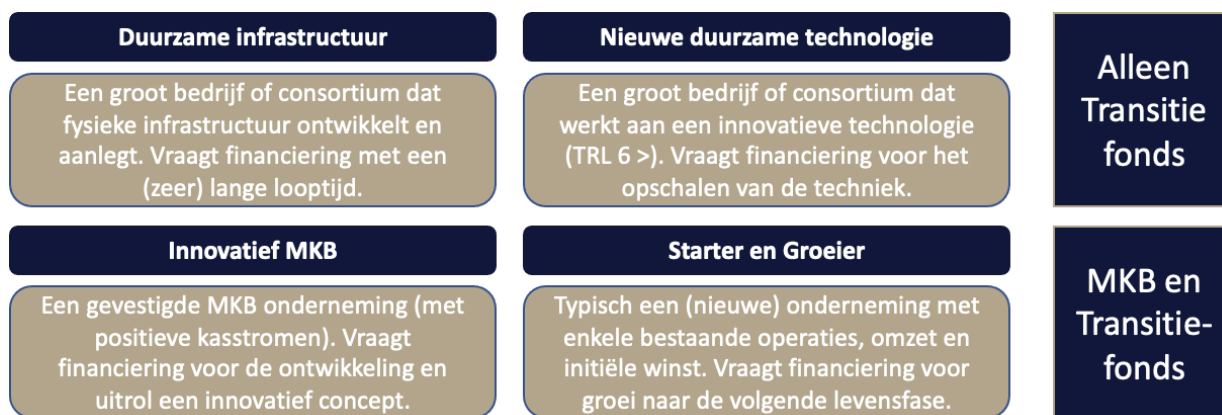 Duurzame infrastructuur
Een groot bedrijf of consortium dat
fysieke infrastructuur ontwikkelt en
aanlegt. Vraagt financiering met een
(zeer) lange looptijd.
Nieuwe duurzame technologie
Een groot bedrijf of consortium dat
werkt aan een innovatieve technologie
(TRL 6 >). Vraagt financiering voor het
opschalen van de techniek.
Alleen
Transitie
fonds
Innovatief MKB
Een gevestigde MKB onderneming (met
positieve kasstromen). Vraagt
financiering voor de ontwikkeling en
uitrol een innovatief concept.
Starter en Groeier
Typisch een (nieuwe) onderneming met
enkele bestaande operaties, omzet en
initiële winst. Vraagt financiering voor
groei naar de volgende levensfase.
MKB en
Transitie-
fonds